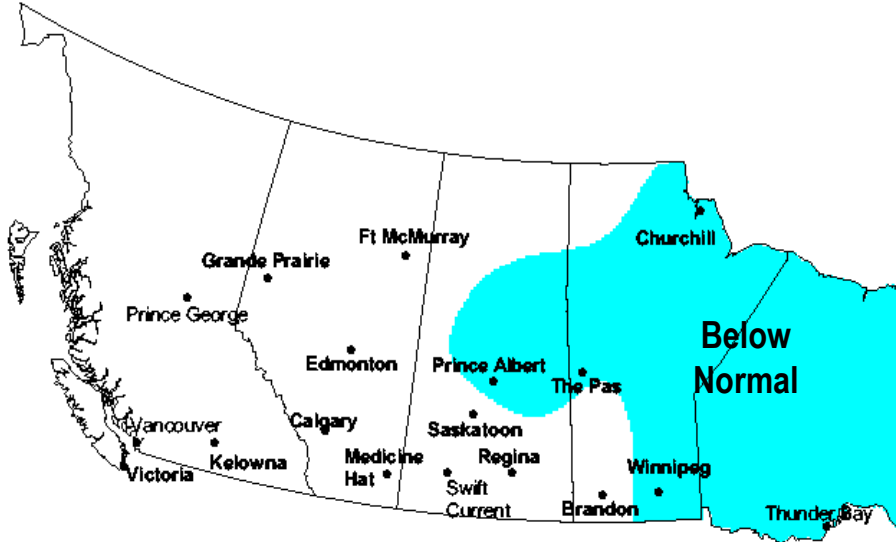 Churchill
Ft McMurray
Grande Prairie
Prince George
Below
Normal
Edmonton
Prince Albert
The Pas
Calgary
Vancouver
Saskatoon
Medicine
Hat
Regina
Kelowna
Victoria
Winnipeg
Swift
Current
Brandon
Thunder Bay